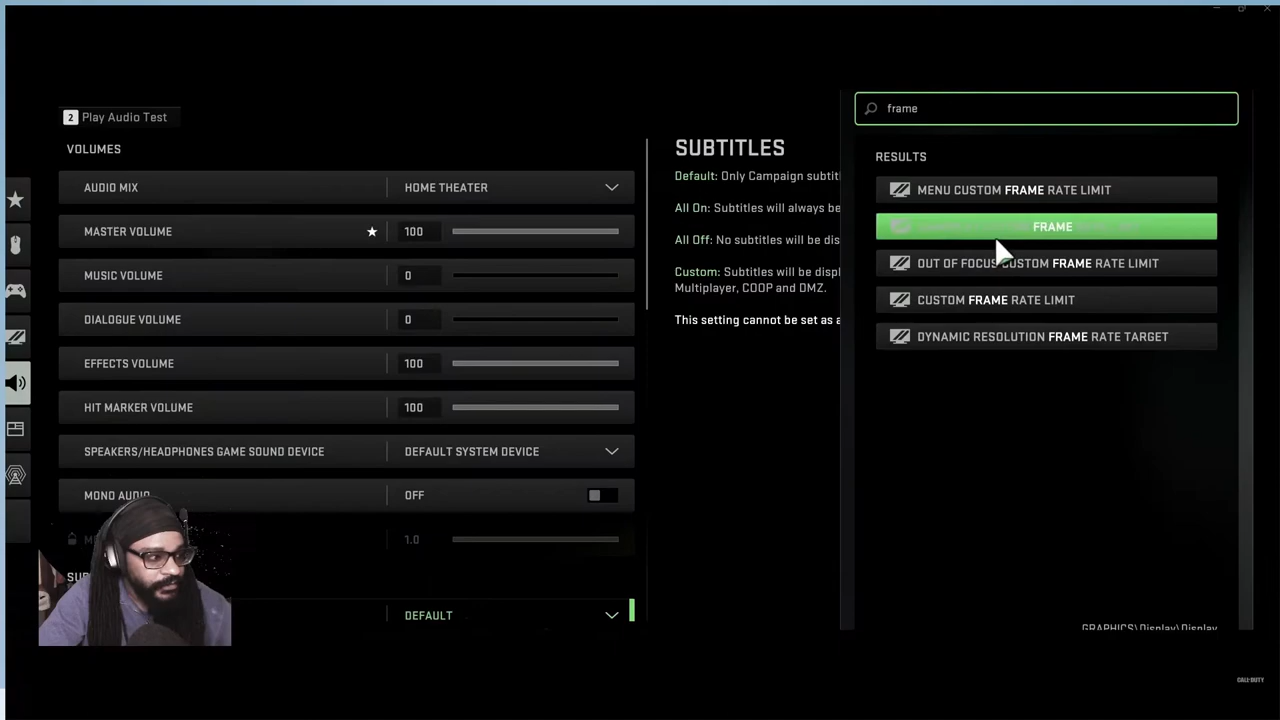 2 Play Audio Test
VOLUMES
AUDIO MIX
HOME THEATER
MASTER VOLUME
100
MUSIC VOLUME
0
DIALOGUE VOLUME
0
EFFECTS VOLUME
100
HIT MARKER VOLUME
100
SPEAKERS/HEADPHONES GAME SOUND DEVICE
DEFAULT SYSTEM DEVICE
MONO AUDIO
OFF
1.0
DEFAULT
SUBTITLES
Default: Only Campaign subtit
All On: Subtitles will always be
All Off: No subtitles will be dis
Custom: Subtitles will be displ
Multiplayer, COOP and DMZ.
This setting cannot be set as a
frame
RESULTS
MENU CUSTOM FRAME RATE LIMIT
FRAME
OUT OF FOCUS CUSTOM FRAME RATE LIMIT
CUSTOM FRAME RATE LIMIT
DYNAMIC RESOLUTION FRAME RATE TARGET
GRAPHICS\Display\Display
CALL·DUTY